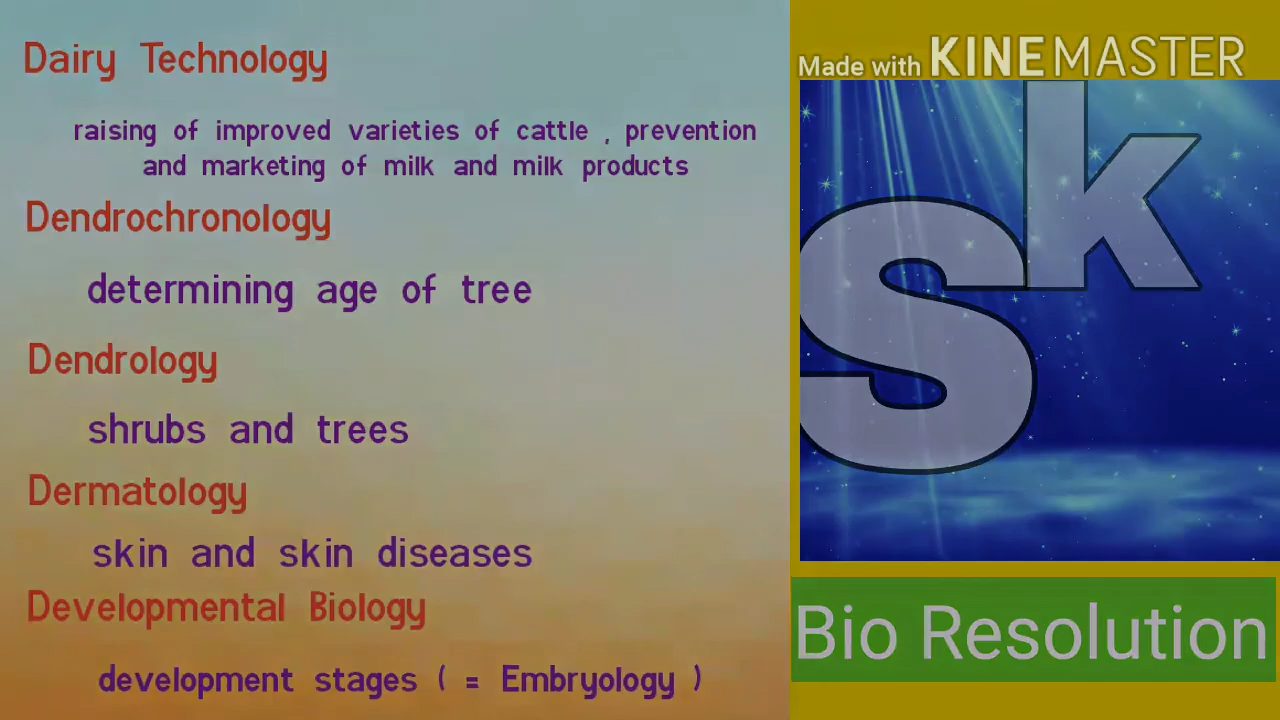 Dairy Technology
raising of improved varieties of cattle , prevention
and marketing of milk and milk products
Dendrochronology
determining age of tree
Dendrology
shrubs and trees
Dermatology
skin and skin diseases
Developmental Biology
development stages ( = Embryology )
Made with KINEMASTER
Sk
Bio Resolution